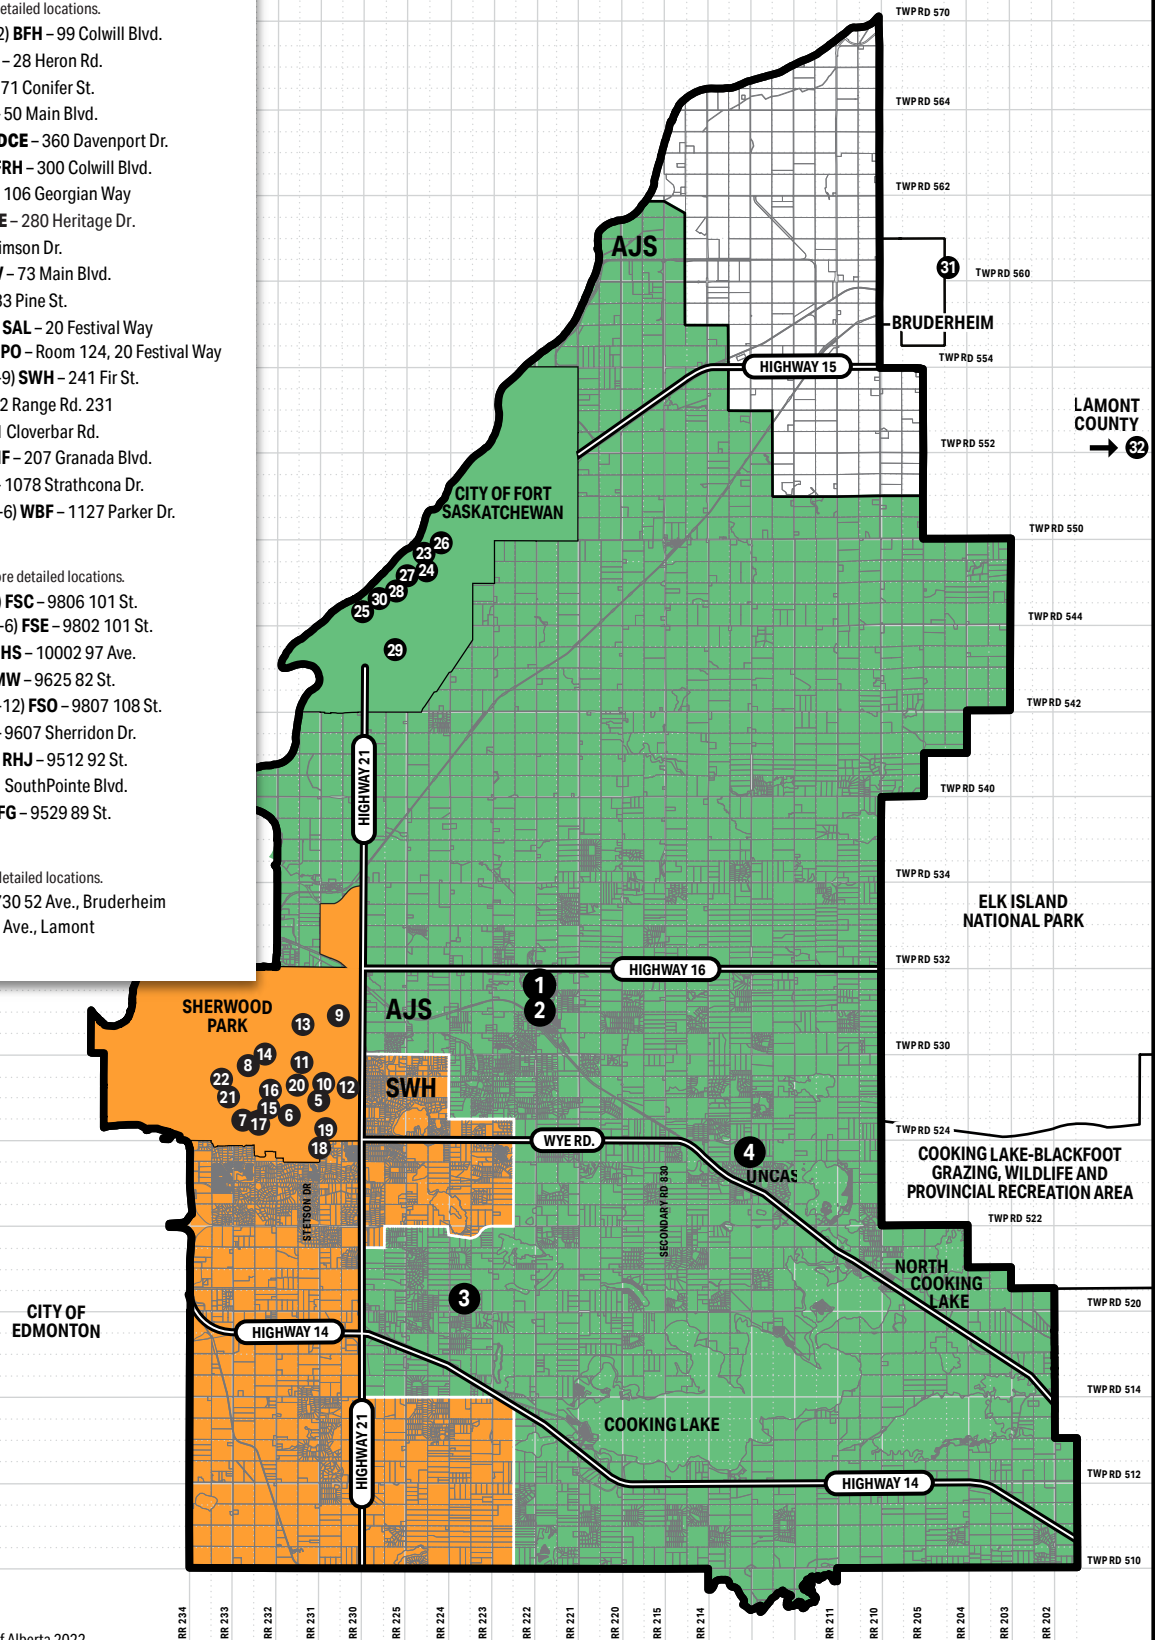 etailed locations.
2) BFH – 99 Colwill Blvd.
– 28 Heron Rd.
71 Conifer St.
50 Main Blvd.
DCE – 360 Davenport Dr.
FRH – 300 Colwill Blvd.
106 Georgian Way
E – 280 Heritage Dr.
imson Dr.
/ – 73 Main Blvd.
33 Pine St.
SAL – 20 Festival Way
PO – Room 124, 20 Festival Way
-9) SWH – 241 Fir St.
2 Range Rd. 231
Cloverbar Rd.
IF – 207 Granada Blvd.
- 1078 Strathcona Dr.
-6) WBF – 1127 Parker Dr.
ore detailed locations.
) FSC – 9806 101 St.
-6) FSE – 9802 101 St.
HS – 10002 97 Ave.
MW – 9625 82 St.
-12) FSO – 9807 108 St.
- 9607 Sherridon Dr.
RHJ – 9512 92 St.
SouthPointe Blvd.
FG – 9529 89 St.
detailed locations.
730 52 Ave., Bruderheim
Ave., Lamont
TWP RD 570
TWP RD 564
TWP RD 562
AJS
31
TWP RD 560
BRUDERHEIM
TWP RD 554
HIGHWAY 15
LAMONT
COUNTY
32
TWP RD 552
CITY OF FORT
SASKATCHEWAN
TWP RD 550
26
23
24
27
28
30
25
29
TWP RD 544
TWP RD 542
HIGHWAY 21
TWP RD 540
TWP RD 534
ELK ISLAND
NATIONAL PARK
TWP RD 532
HIGHWAY 16
1
2
SHERWOOD
PARK
AJS
9
13
14
11
8
22
21
16
20
10
12
5
15
6
7
17
19
18
SWH
TWP RD 530
TWP RD 524
WYE RD.
4
UNCAS
COOKING LAKE-BLACKFOOT
GRAZING, WILDLIFE AND
PROVINCIAL RECREATION AREA
TWP RD 522
STETSON DR
SECONDARY RD 830
NORTH
COOKING
LAKE
3
TWP RD 520
CITY OF
EDMONTON
HIGHWAY 14
TWP RD 514
COOKING LAKE
HIGHWAY 21
HIGHWAY 14
TWP RD 512
TWP RD 510
RR 234
RR 233
RR 232
RR 231
RR 230
RR 225
RR 224
RR 223
RR 222
RR 221
RR 220
RR 215
RR 214
RR 211
RR 210
RR 205
RR 204
RR 203
RR 202
f Alberta 2022